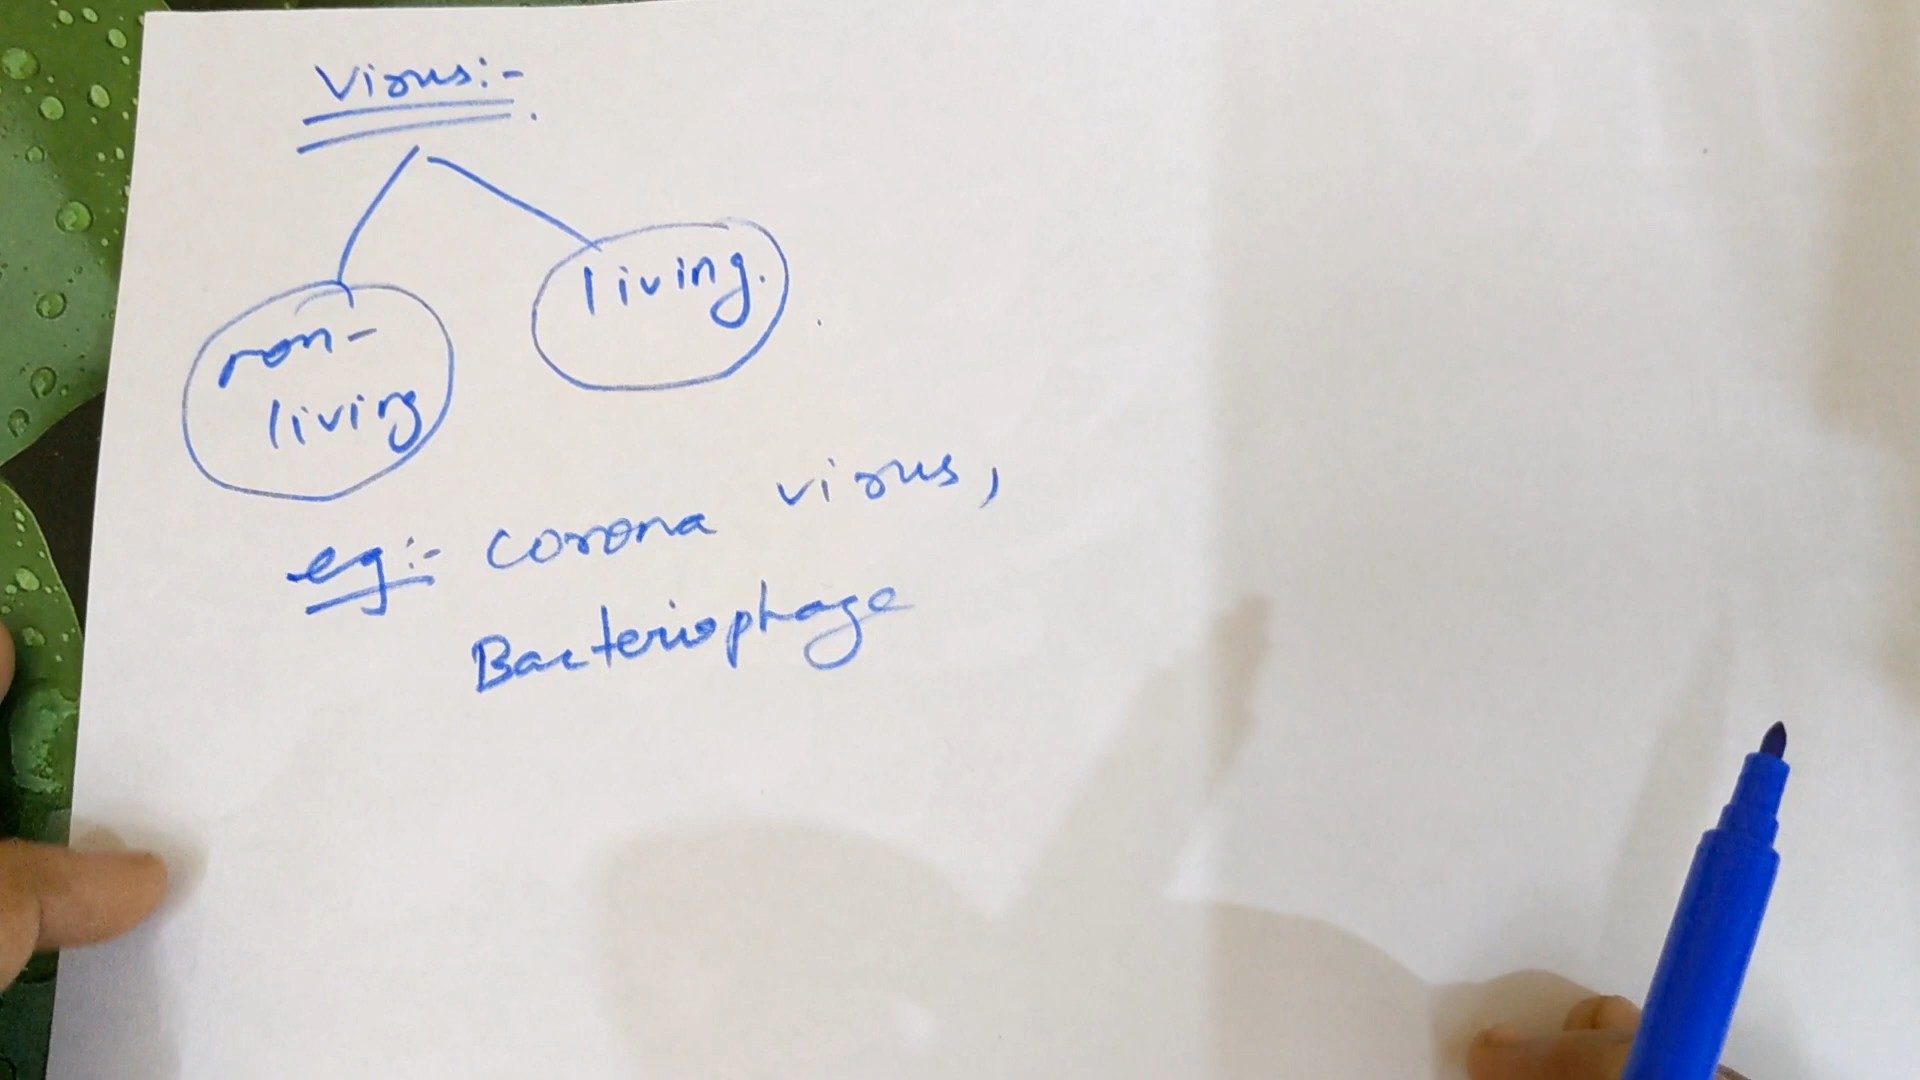 Virus:-
non-
living
living.
eg:- corona virus,
Bacteriophage